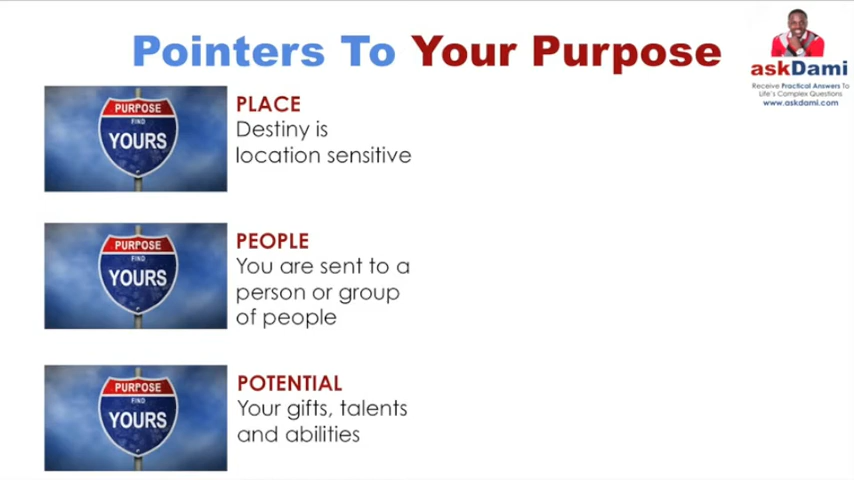 Pointers To Your Purpose
askDami
Receive Practical Answers To
Life's Complex Questions
www.askdami.com
PURPOSE
FIND
YOURS
PLACE
Destiny is
location sensitive
PURPOSE
FIND
YOURS
PEOPLE
You are sent to a
person or group
of people
PURPOSE
FIND
YOURS
POTENTIAL
Your gifts, talents
and abilities